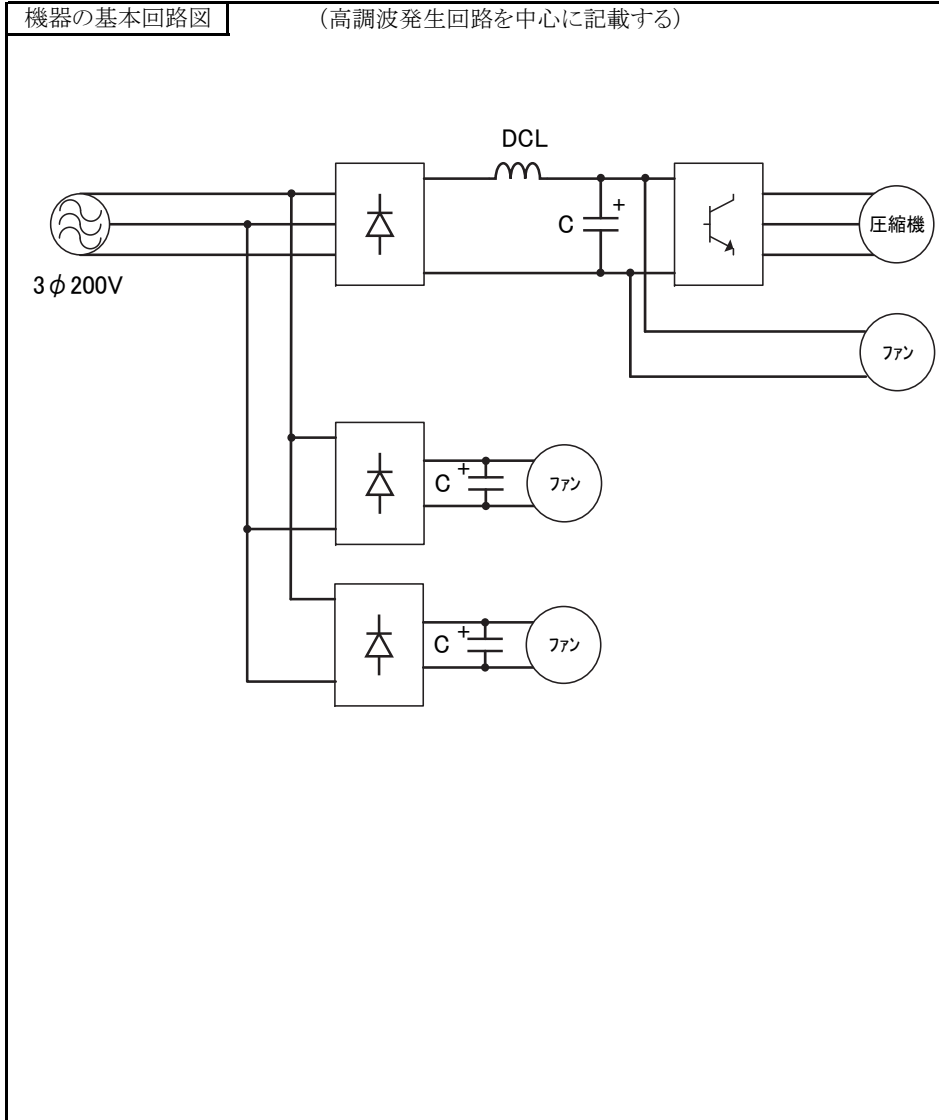 機器の基本回路図 (高調波発生回路を中心に記載する)
DCL
C +
圧縮機
3φ200V
ファン
C + ファン
C + ファン